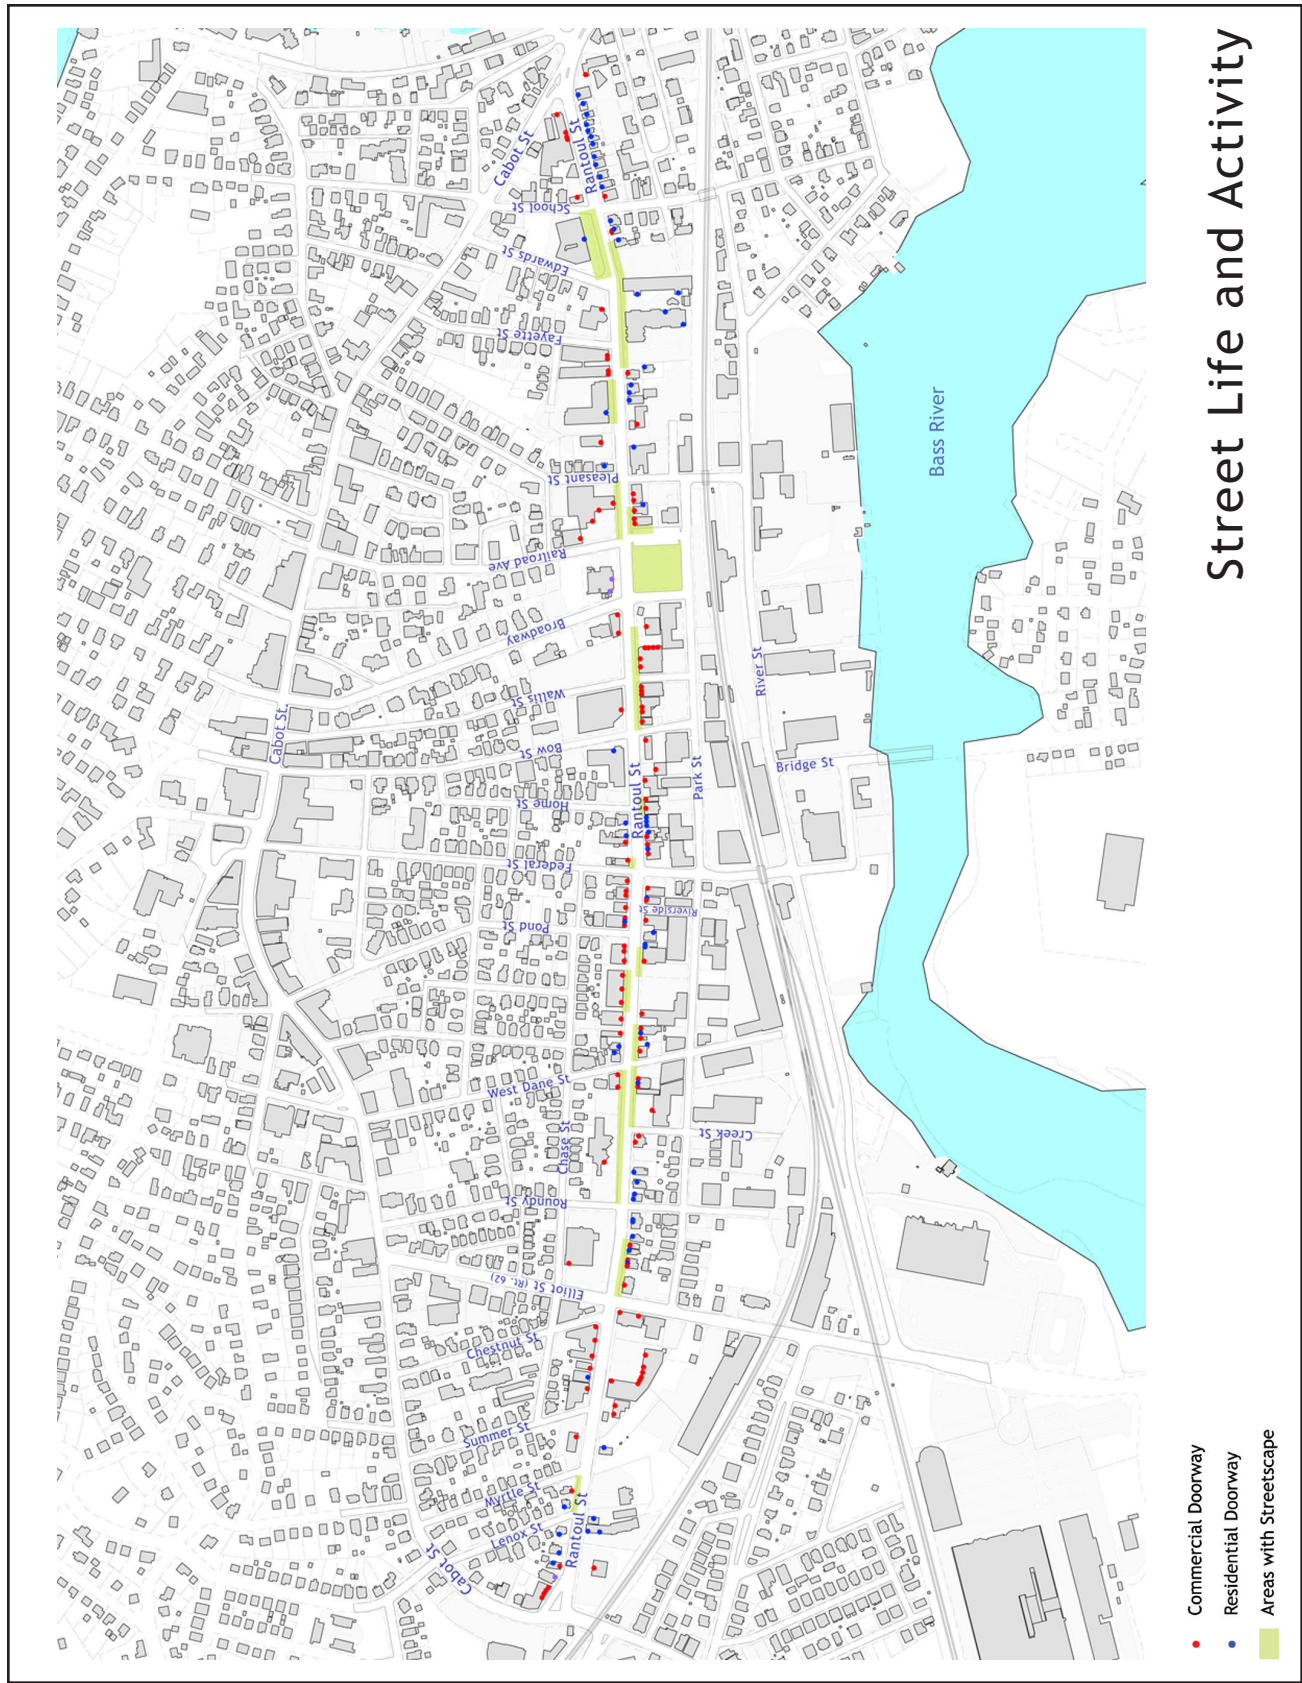 Street Life and Activity
Cabot St
Rantoul St
School St
Edwards St
Fayette St
Pleasant St
Railroad Ave
Broadway
Wallis St
Cabot St.
Bow St
Home St
Rantoul St
Park St
River St
Bridge St
Bass River
Federal St
Riverside St
Pond St
West Dane St
Chase St
Creek St
Roundy St
Elliot St (Rt. 62)
Chestnut St
Summer St
Myrtle St
Lenox St
Rantoul St
Cabot St
Commercial Doorway
Residential Doorway
Areas with Streetscape